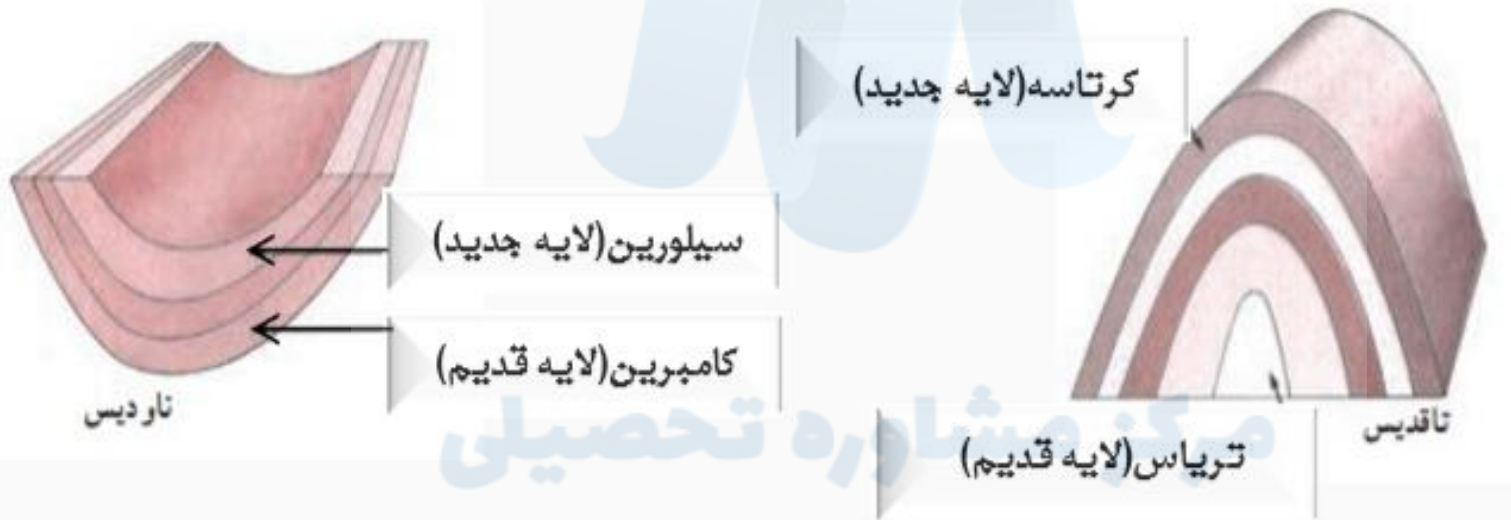 کرتاسه(لایه جدید)
سیلورین(لایه جدید)
کامبرین(لایه قدیم)
ناودیس
تاقدیس
تریاس(لایه قدیم)
مرکز مشاوره تحصیلی